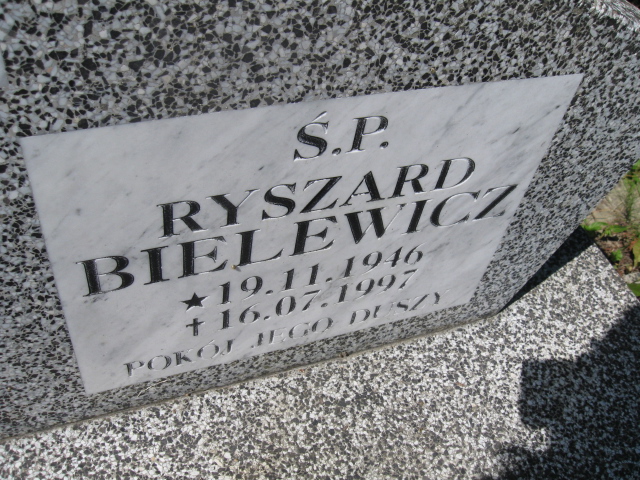 Ś.P.
RYSZARD
BIELEWICZ
★ 19.11.1946
✝ 16.07.1997
POKÓJ JEGO DUSZY